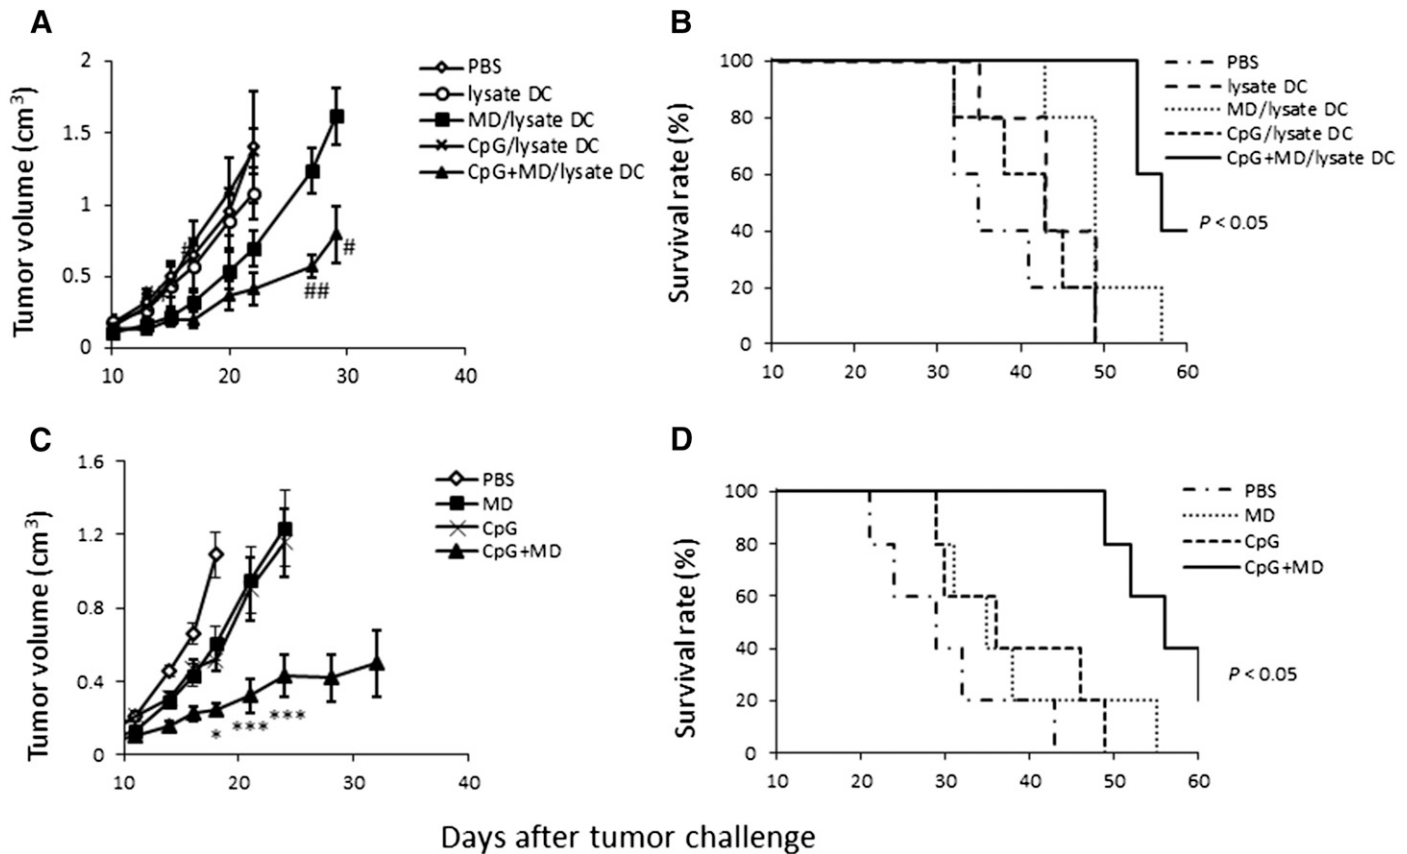 A
Tumor volume (cm³)
2
1.5
1
0.5
0
10 20 30 40
PBS
lysate DC
MD/lysate DC
CpG/lysate DC
CpG+MD/lysate DC
#
##
#
B
Survival rate (%)
100
80
60
40
20
0
10 20 30 40 50 60
PBS
lysate DC
MD/lysate DC
CpG/lysate DC
CpG+MD/lysate DC
P < 0.05
C
Tumor volume (cm³)
1.6
1.2
0.8
0.4
0
10 20 30 40
PBS
MD
CpG
CpG+MD
*
***
***
D
Survival rate (%)
100
80
60
40
20
0
10 20 30 40 50 60
PBS
MD
CpG
CpG+MD
P < 0.05
Days after tumor challenge